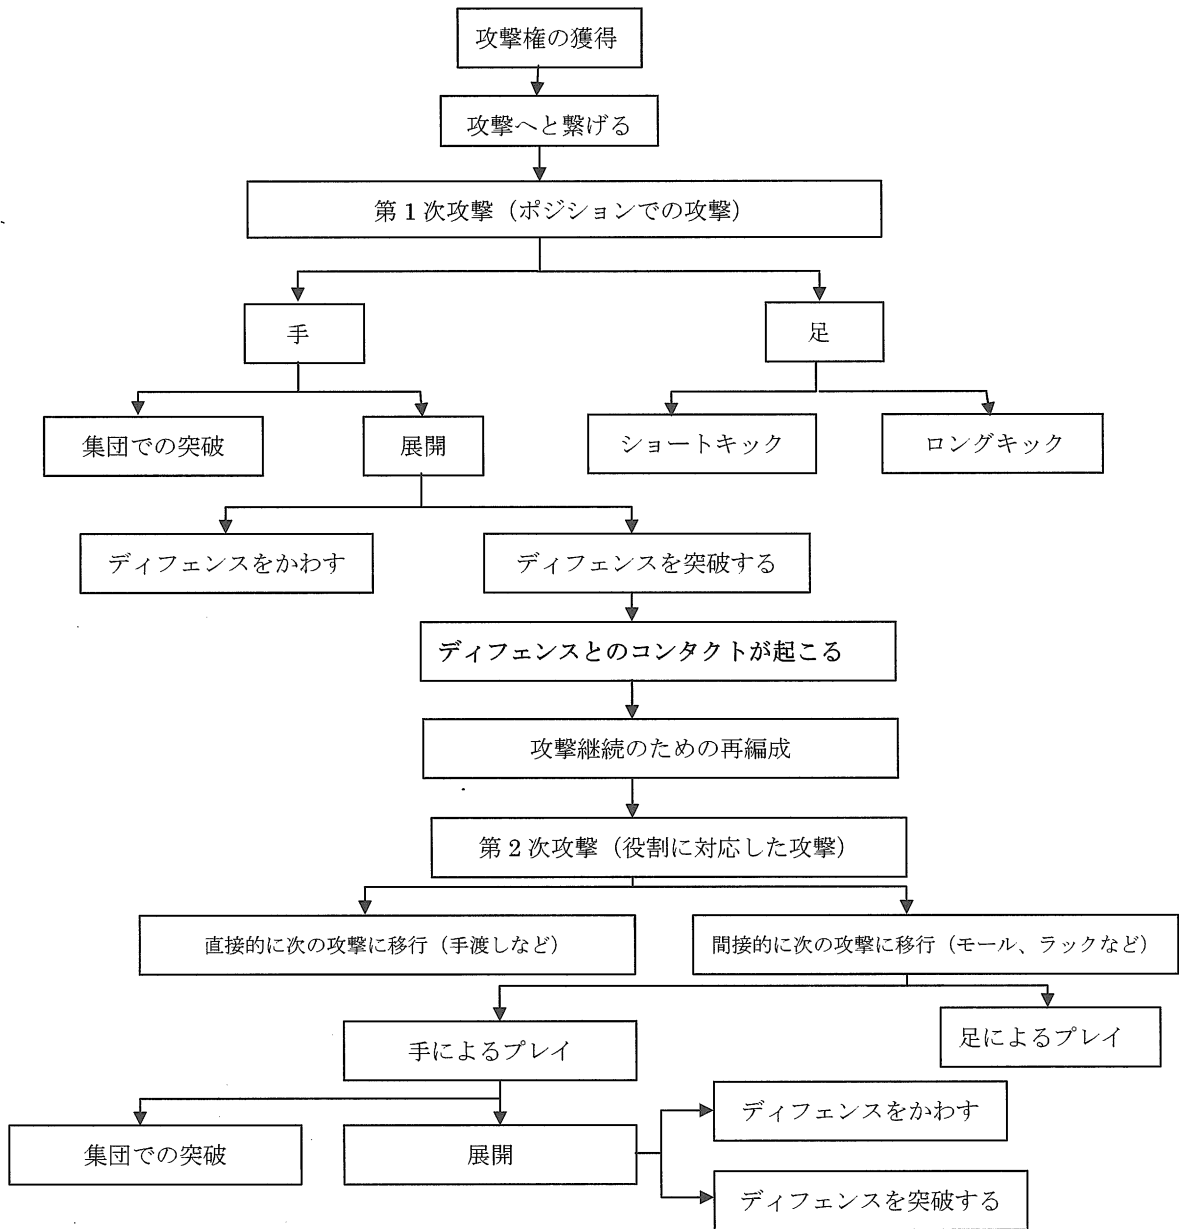 攻撃権の獲得
攻撃へと繋げる
第1次攻撃（ポジションでの攻撃）
手
足
集団での突破
展開
ショートキック
ロングキック
ディフェンスをかわす
ディフェンスを突破する
ディフェンスとのコンタクトが起こる
攻撃継続のための再編成
第2次攻撃（役割に対応した攻撃）
直接的に次の攻撃に移行（手渡しなど）
間接的に次の攻撃に移行（モール、ラックなど）
手によるプレイ
足によるプレイ
集団での突破
展開
ディフェンスをかわす
ディフェンスを突破する